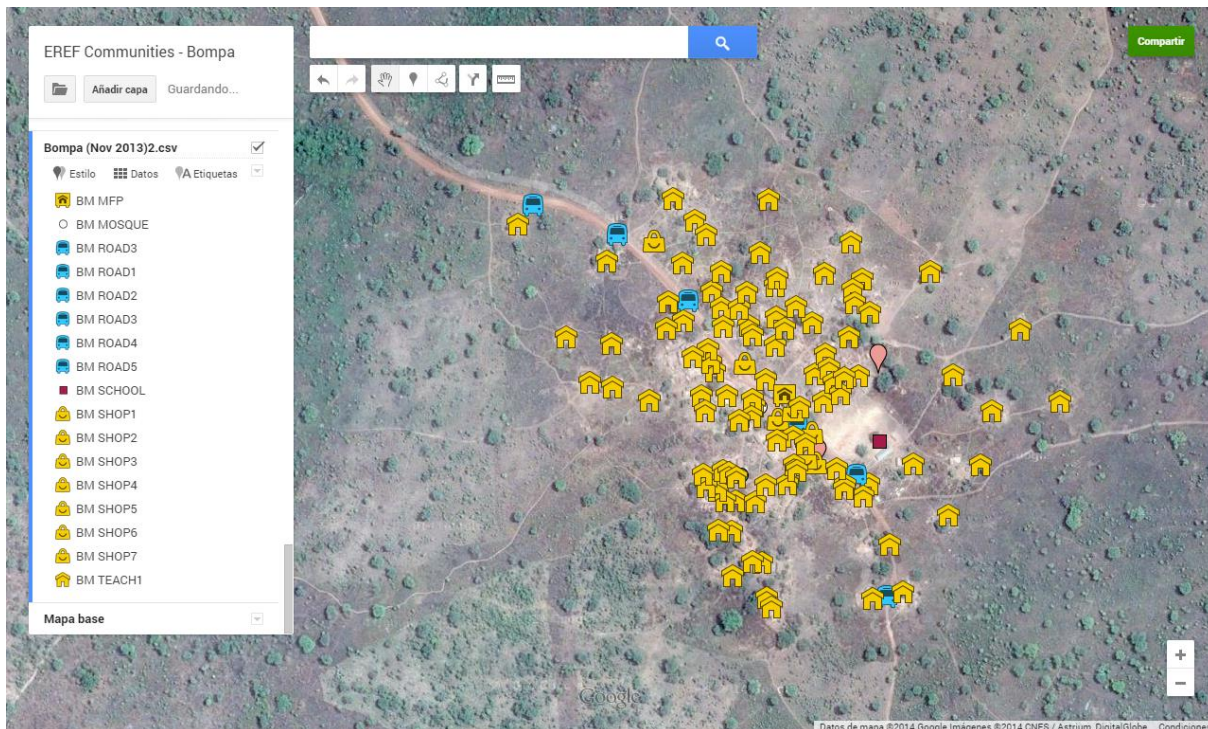 EREF Communities - Bompa
Compartir
Añadir capa
Guardando...
Bompa (Nov 2013)2.csv
Estilo
Datos
A Etiquetas
BM MFP
BM MOSQUE
BM ROAD3
BM ROAD1
BM ROAD2
BM ROAD3
BM ROAD4
BM ROAD5
BM SCHOOL
BM SHOP1
BM SHOP2
BM SHOP3
BM SHOP4
BM SHOP5
BM SHOP6
BM SHOP7
BM TEACH1
Mapa base
Google
Datos de mapa ©2014 Google Imágenes ©2014 CNES / Astrium, DigitalGlobe
Condiciones